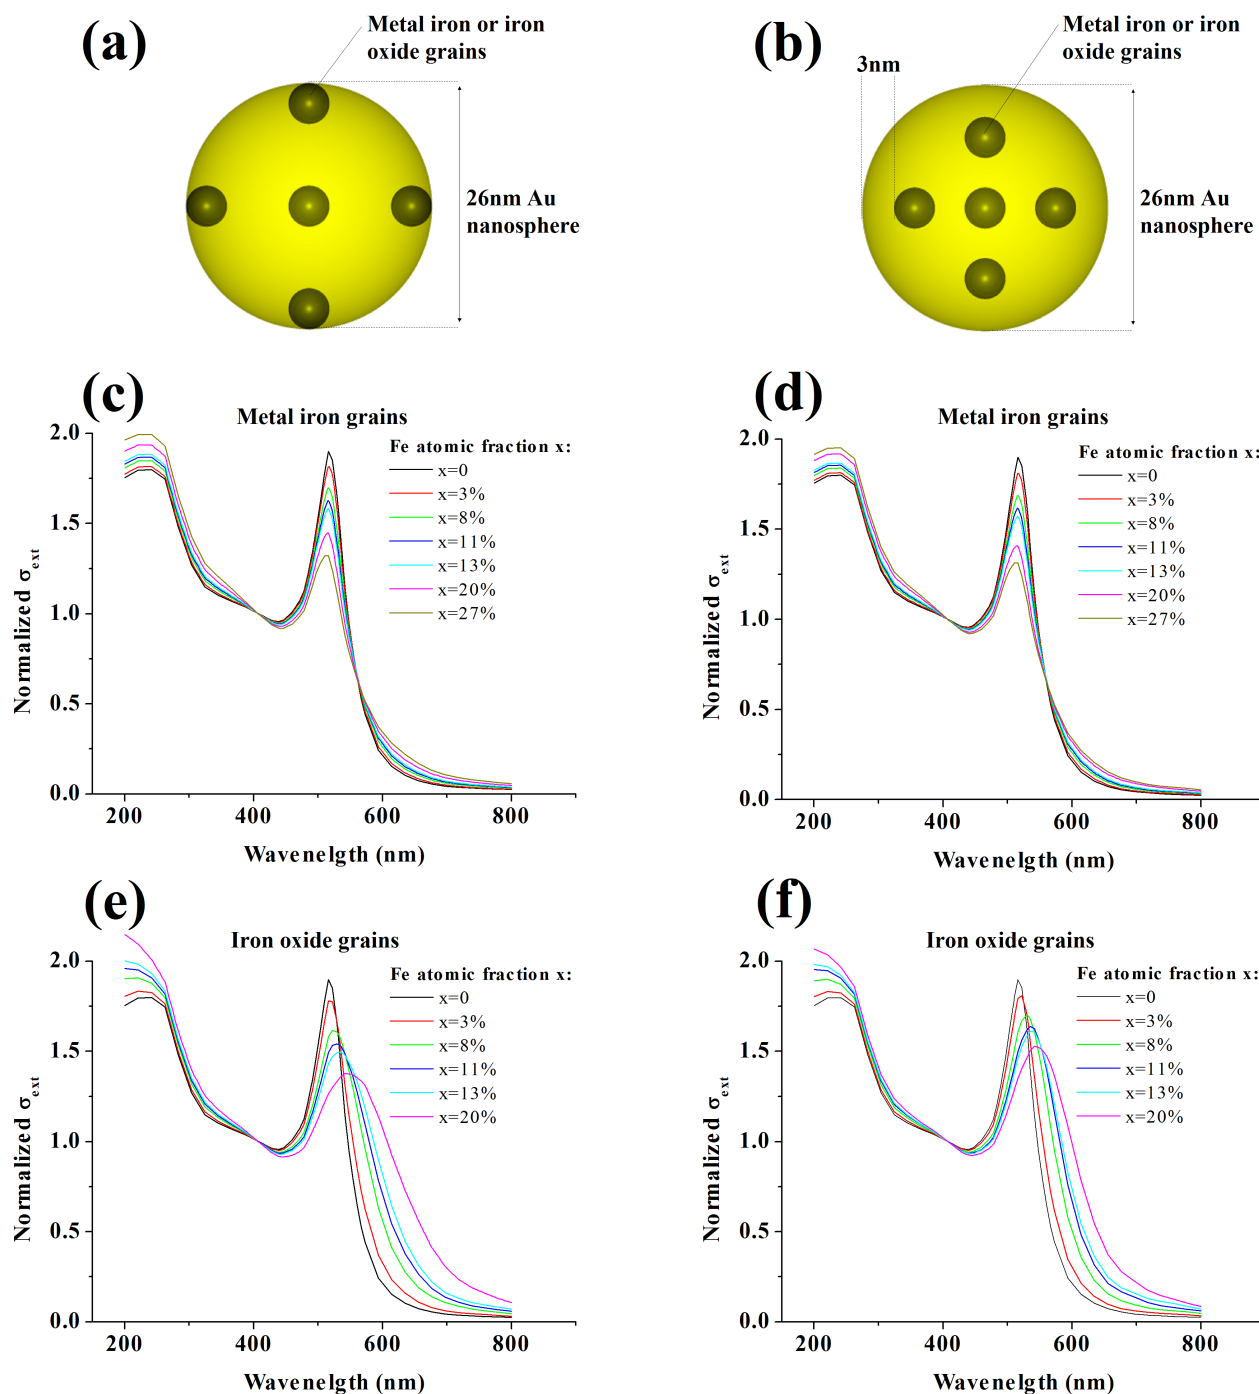 (a)
Metal iron or iron
oxide grains
26nm Au
nanosphere
(b)
Metal iron or iron
oxide grains
3nm
26nm Au
nanosphere
(c)
Metal iron grains
Fe atomic fraction x:
x=0
x=3%
x=8%
x=11%
x=13%
x=20%
x=27%
Normalized σext
2.0
1.5
1.0
0.5
0.0
200
400
600
800
Wavenelgth (nm)
(d)
Metal iron grains
Fe atomic fraction x:
x=0
x=3%
x=8%
x=11%
x=13%
x=20%
x=27%
Normalized σext
2.0
1.5
1.0
0.5
0.0
200
400
600
800
Wavenelgth (nm)
(e)
Iron oxide grains
Fe atomic fraction x:
x=0
x=3%
x=8%
x=11%
x=13%
x=20%
Normalized σext
2.0
1.5
1.0
0.5
0.0
200
400
600
800
Wavenelgth (nm)
(f)
Iron oxide grains
Fe atomic fraction x:
x=0
x=3%
x=8%
x=11%
x=13%
x=20%
Normalized σext
2.0
1.5
1.0
0.5
0.0
200
400
600
800
Wavenelgth (nm)